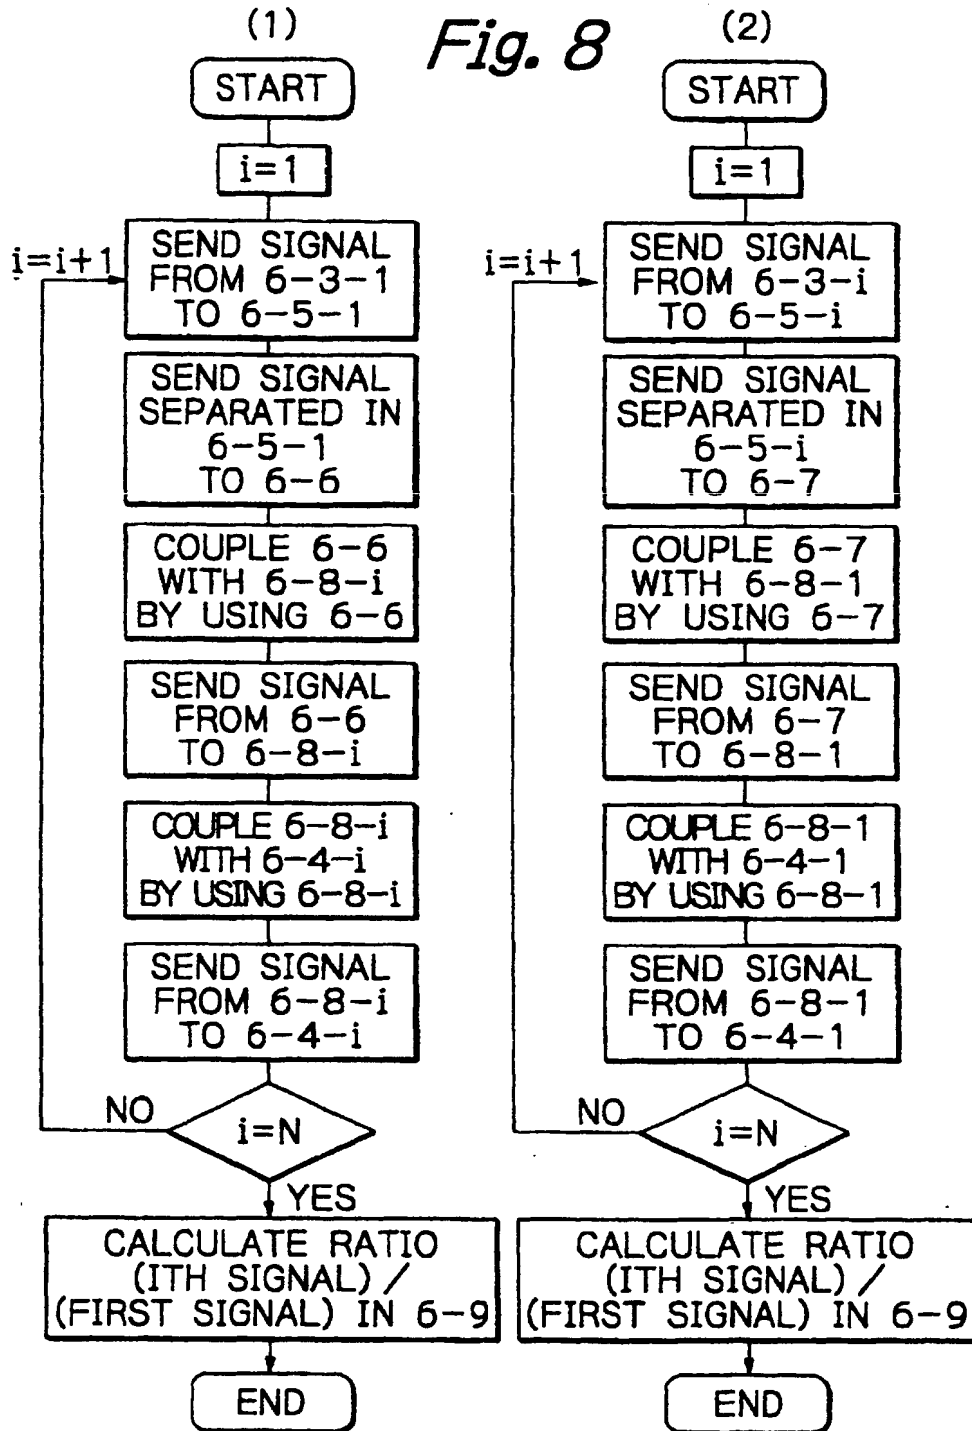 Fig. 8
(1)
START
i=1
i=i+1
SEND SIGNAL
FROM 6-3-1
TO 6-5-1
SEND SIGNAL
SEPARATED IN
6-5-1
TO 6-6
COUPLE 6-6
WITH 6-8-i
BY USING 6-6
SEND SIGNAL
FROM 6-6
TO 6-8-i
COUPLE 6-8-i
WITH 6-4-i
BY USING 6-8-i
SEND SIGNAL
FROM 6-8-i
TO 6-4-i
NO
i=N
YES
CALCULATE RATIO
(ITH SIGNAL)/
(FIRST SIGNAL) IN 6-9
END
(2)
START
i=1
i=i+1
SEND SIGNAL
FROM 6-3-i
TO 6-5-i
SEND SIGNAL
SEPARATED IN
6-5-i
TO 6-7
COUPLE 6-7
WITH 6-8-1
BY USING 6-7
SEND SIGNAL
FROM 6-7
TO 6-8-1
COUPLE 6-8-1
WITH 6-4-1
BY USING 6-8-1
SEND SIGNAL
FROM 6-8-1
TO 6-4-1
NO
i=N
YES
CALCULATE RATIO
(ITH SIGNAL)/
(FIRST SIGNAL) IN 6-9
END